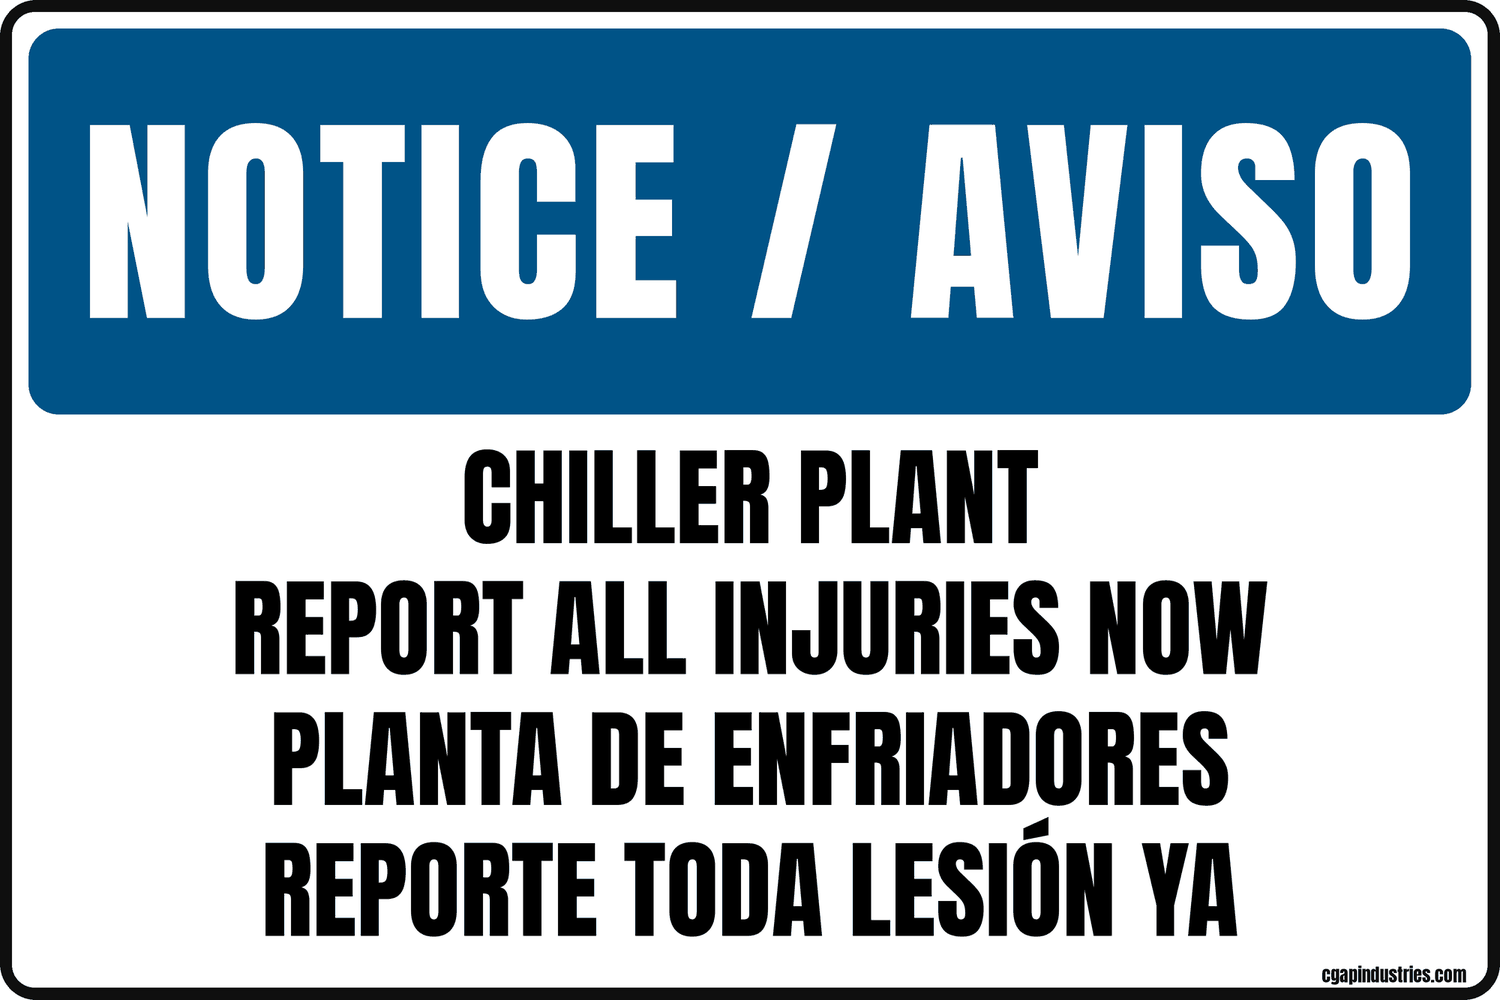 NOTICE / AVISO
CHILLER PLANT
REPORT ALL INJURIES NOW
PLANTA DE ENFRIADORES
REPORTE TODA LESIÓN YA
cgapindustries.com